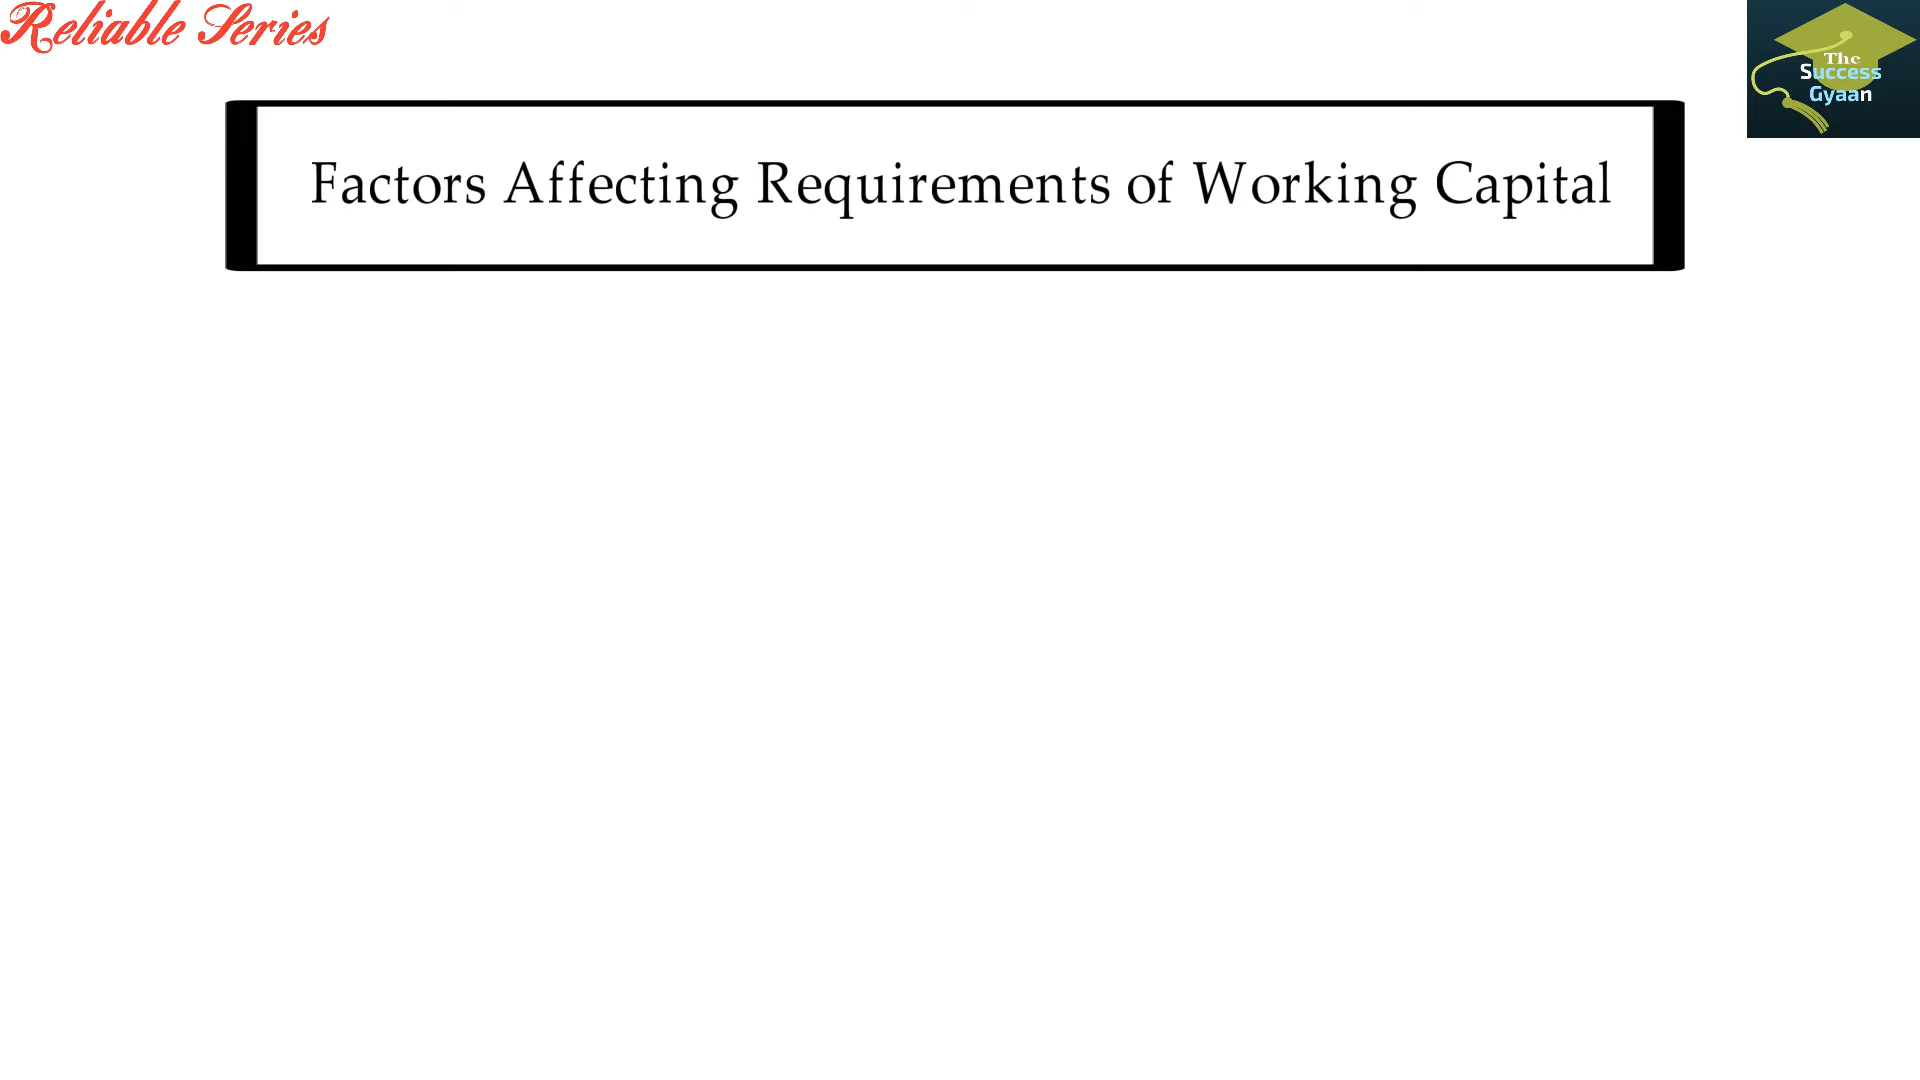 Reliable Series
The
Success
Gyaan
Factors Affecting Requirements of Working Capital